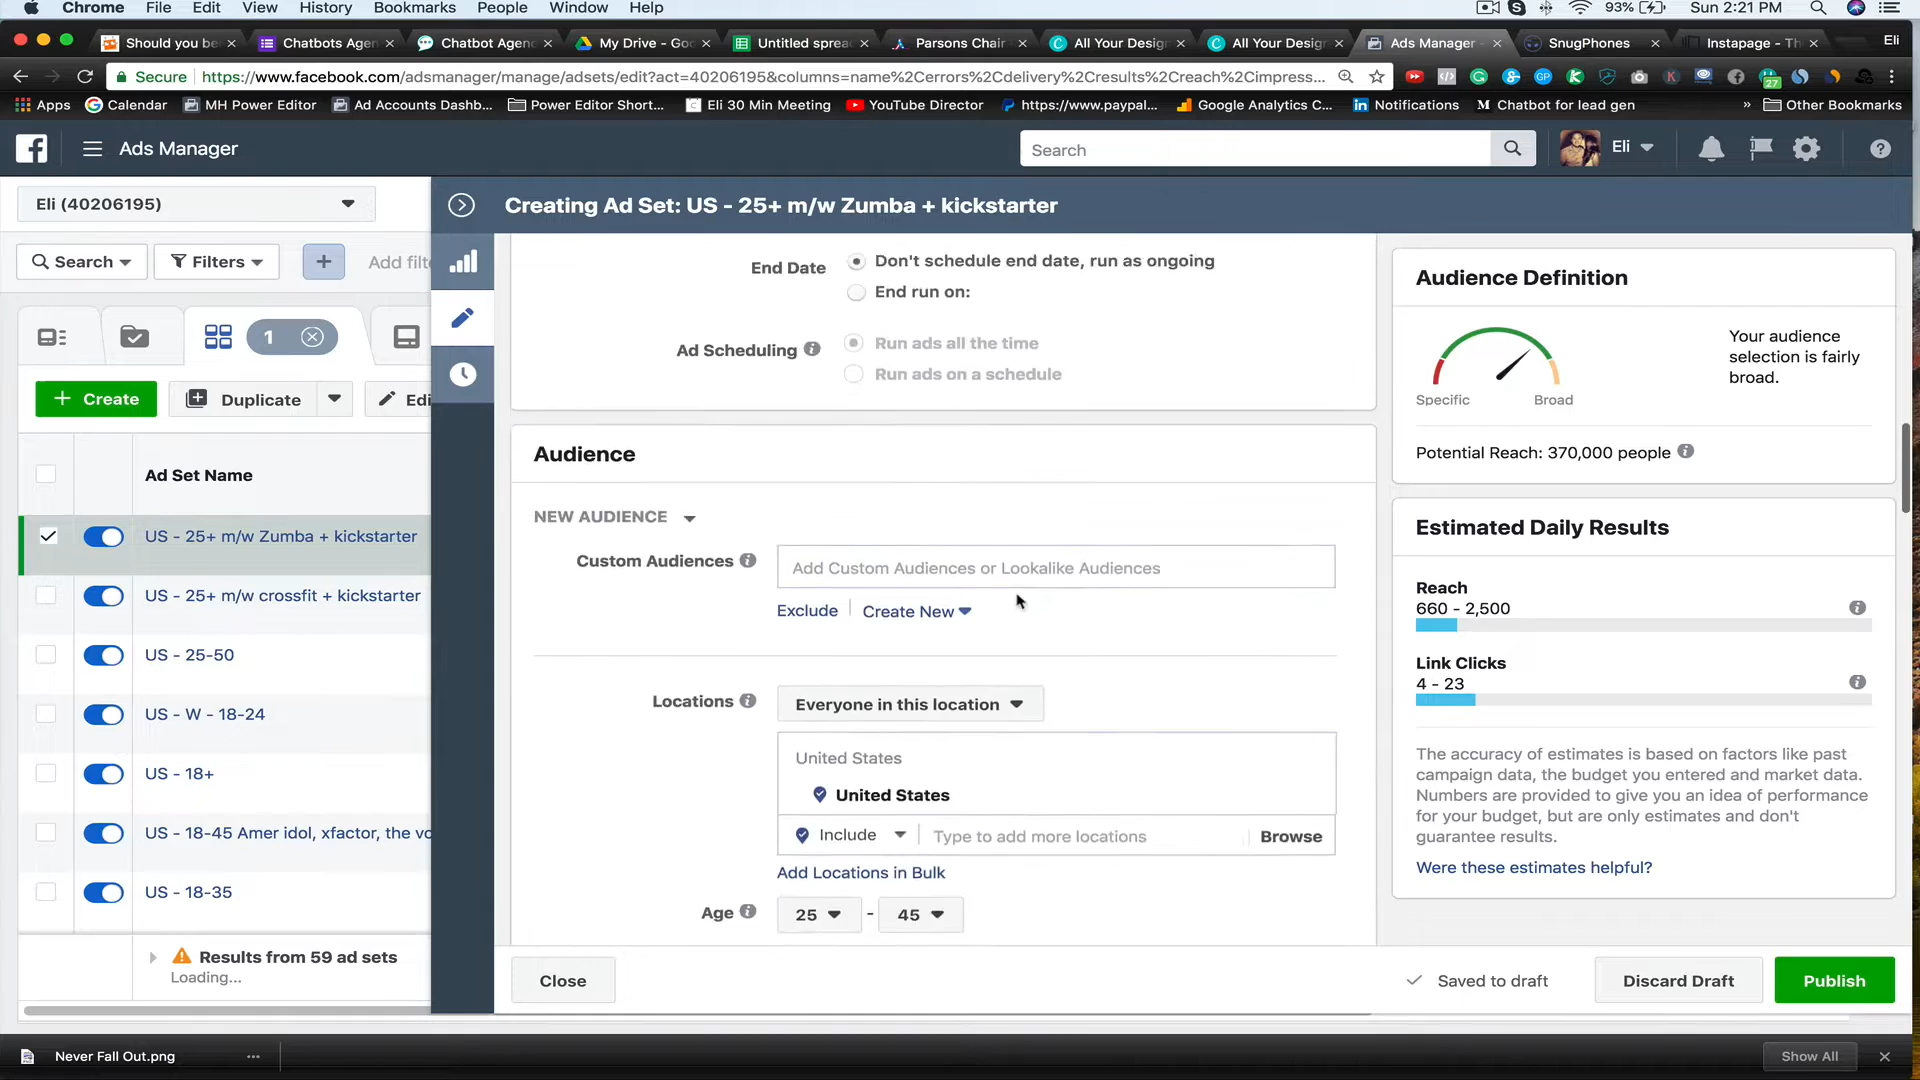 Chrome File Edit View History Bookmarks People Window Help 93% Sun 2:21 PM
Should you be Chatbots Agen Chatbot Agenc My Drive - Goo Untitled sprea Parsons Chair All Your Desig All Your Desig Ads Manager SnugPhones Instapage - Th Eli
Secure https://www.facebook.com/adsmanager/manage/adsets/edit?act=40206195&columns=name%2Cerrors%2Cdelivery%2Cresults%2Creach%2Cimpress... 27
Apps Calendar MH Power Editor Ad Accounts Dashb... Power Editor Short... Eli 30 Min Meeting YouTube Director https://www.paypal... Google Analytics C... Notifications Chatbot for lead gen » Other Bookmarks
Ads Manager Search Eli
Eli (40206195)
Creating Ad Set: US - 25+ m/w Zumba + kickstarter
Search Filters + Add filte
End Date Don't schedule end date, run as ongoing
End run on:
Ad Scheduling Run ads all the time
Run ads on a schedule
1
+ Create Duplicate Edi
Ad Set Name
US - 25+ m/w Zumba + kickstarter
US - 25+ m/w crossfit + kickstarter
US - 25-50
US - W - 18-24
US - 18+
US - 18-45 Amer idol, xfactor, the vo
US - 18-35
Results from 59 ad sets
Loading...
Audience
NEW AUDIENCE
Custom Audiences Add Custom Audiences or Lookalike Audiences
Exclude Create New
Locations Everyone in this location
United States
United States
Include Type to add more locations Browse
Add Locations in Bulk
Age 25 - 45
Audience Definition
Your audience
selection is fairly
broad.
Specific Broad
Potential Reach: 370,000 people
Estimated Daily Results
Reach
660 - 2,500
Link Clicks
4 - 23
The accuracy of estimates is based on factors like past
campaign data, the budget you entered and market data.
Numbers are provided to give you an idea of performance
for your budget, but are only estimates and don't
guarantee results.
Were these estimates helpful?
Close Saved to draft Discard Draft Publish
Never Fall Out.png Show All